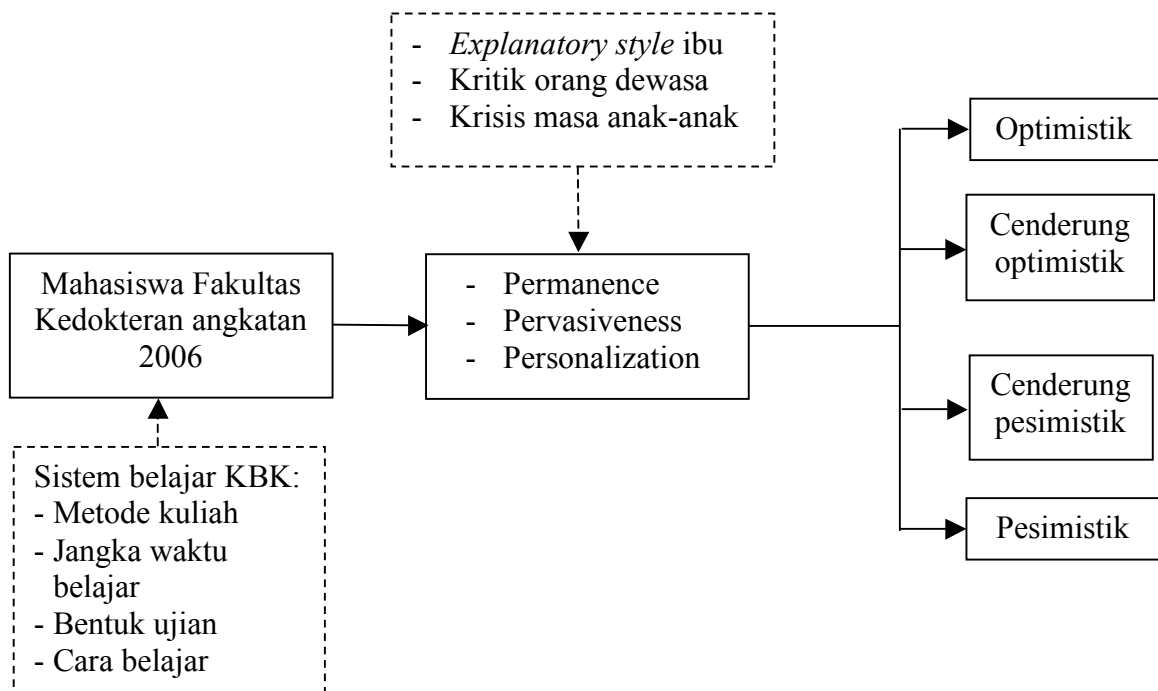 - Explanatory style ibu
- Kritik orang dewasa
- Krisis masa anak-anak
Mahasiswa Fakultas
Kedokteran angkatan
2006
Sistem belajar KBK:
- Metode kuliah
- Jangka waktu
belajar
- Bentuk ujian
- Cara belajar
- Permanence
- Pervasiveness
- Personalization
Optimistik
Cenderung
optimistik
Cenderung
pesimistik
Pesimistik